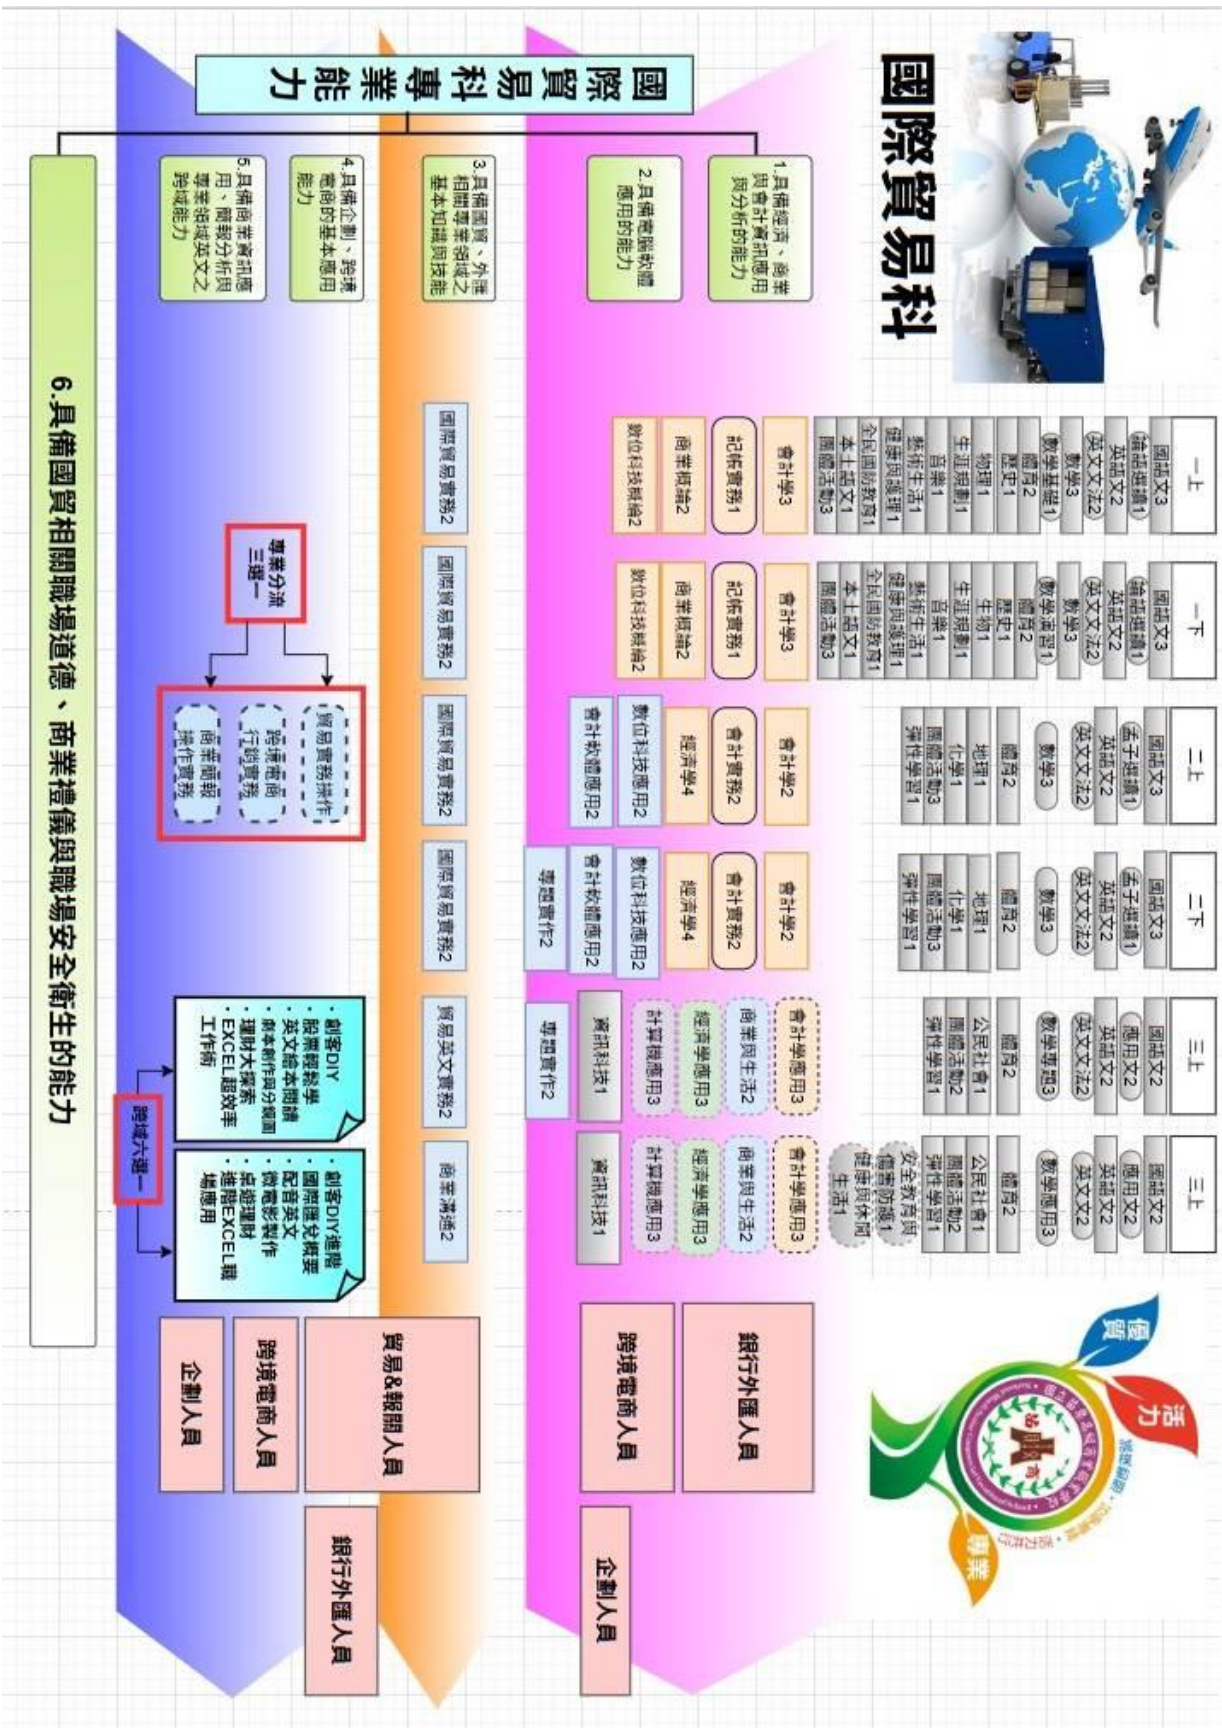 國際貿易科
國際貿易科專業能力
1.具備經濟、商業
與會計資訊應用
與分析的能力
2.具備電腦軟體
應用的能力
3.具備國貿、外匯
相關專業領域之
基本知識與技能
4.具備企劃、跨境
電商的基本應用
能力
5.具備商業資訊應
用、簡報分析與
專業領域英文之
跨域能力
6.具備國貿相關職場道德、商業禮儀與職場安全衛生的能力
一上
國語文3
論語選讀1
英語文2
英文文法2
數學3
數學基礎1
體育2
歷史1
物理1
生涯規劃1
音樂1
藝術生活1
健康與護理1
全民國防教育1
本土語文1
團體活動3
會計學3
記帳實務1
商業概論2
數位科技概論2
國際貿易實務2
一下
國語文3
論語選讀1
英語文2
英文文法2
數學3
數學演習1
體育2
歷史1
生物1
生涯規劃1
音樂1
藝術生活1
健康與護理1
全民國防教育1
本土語文1
團體活動3
會計學3
記帳實務1
商業概論2
數位科技概論2
國際貿易實務2
專業分流
三選一
二上
國語文3
孟子選讀1
英語文2
英文文法2
數學3
體育2
地理1
化學1
團體活動3
彈性學習1
會計學2
會計實務2
經濟學4
數位科技應用2
會計軟體應用2
國際貿易實務2
貿易實務操作
跨境電商
行銷實務
商業簡報
操作實務
二下
國語文3
孟子選讀1
英語文2
英文文法2
數學3
體育2
地理1
化學1
團體活動3
彈性學習1
會計學2
會計實務2
經濟學4
數位科技應用2
會計軟體應用2
專題實作2
國際貿易實務2
三上
國語文2
應用文2
英語文2
英文文法2
數學專題3
體育2
公民社會1
團體活動2
彈性學習1
會計學應用3
商業與生活2
經濟學應用3
計算機應用3
資訊科技1
專題實作2
貿易英文實務2
・創客DIY
・股票輕鬆學
・英文繪本閱讀
・劇本創作與分鏡圖
・理財大探索
・EXCEL超效率
工作術
跨域六選一
三上
國語文2
應用文2
英語文2
英文文2
數學應用3
體育2
公民社會1
團體活動2
彈性學習1
安全教育與
傷害防護1
健康與休閒
生活1
會計學應用3
商業與生活2
經濟學應用3
計算機應用3
資訊科技1
商業溝通2
・創客DIY進階
・國際匯兌概要
・配音英文
・微電影製作
・桌遊理財
・進階EXCEL職
場應用
銀行外匯人員
跨境電商人員
企劃人員
貿易&報關人員
跨境電商人員
企劃人員
銀行外匯人員
優質
活力
專業